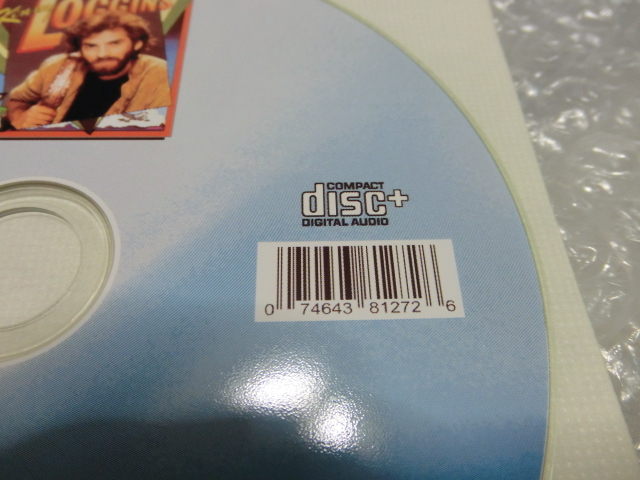 LOGGINS
COMPACT
disc+
DIGITAL AUDIO
0 74643 81272 6